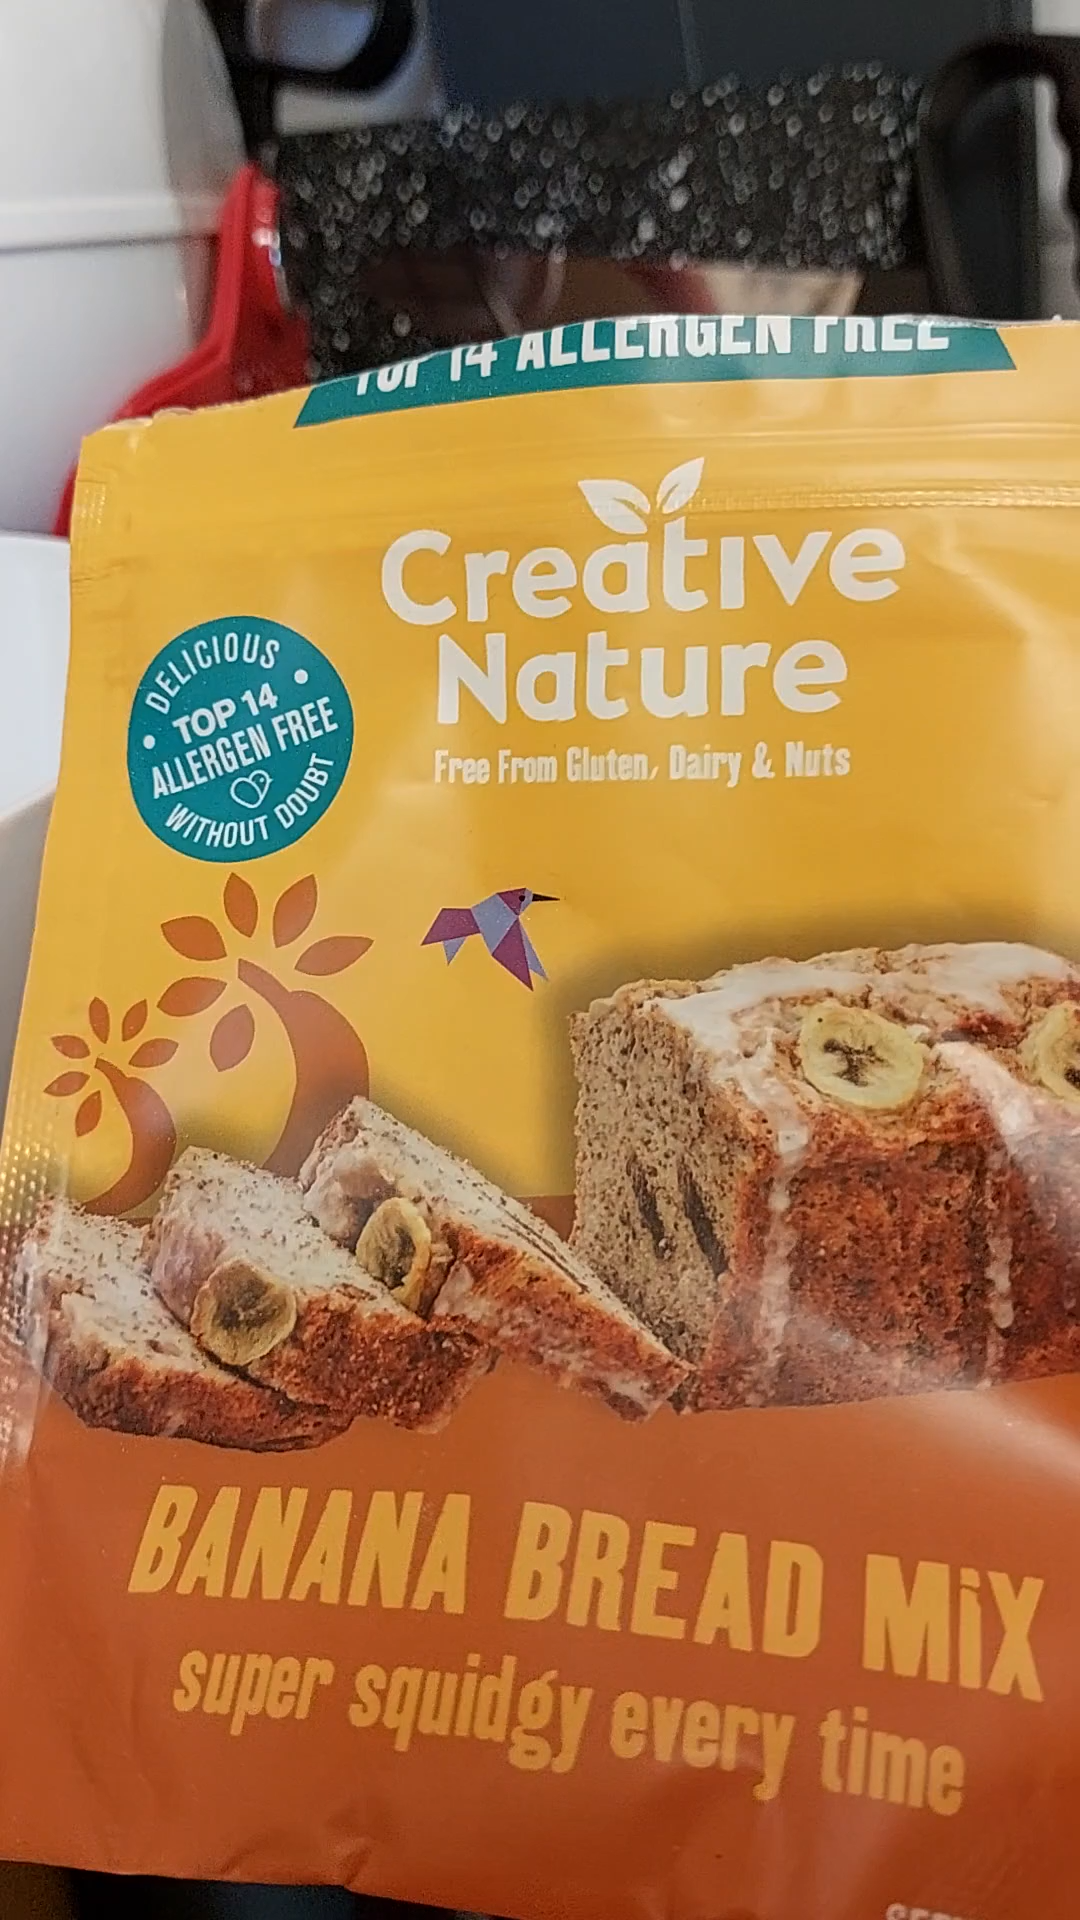 TOP 14 ALLERGEN FREE
Creative
Nature
Free From Gluten, Dairy & Nuts
DELICIOUS
TOP 14
ALLERGEN FREE
WITHOUT DOUBT
BANANA BREAD MiX
super squidgy every time